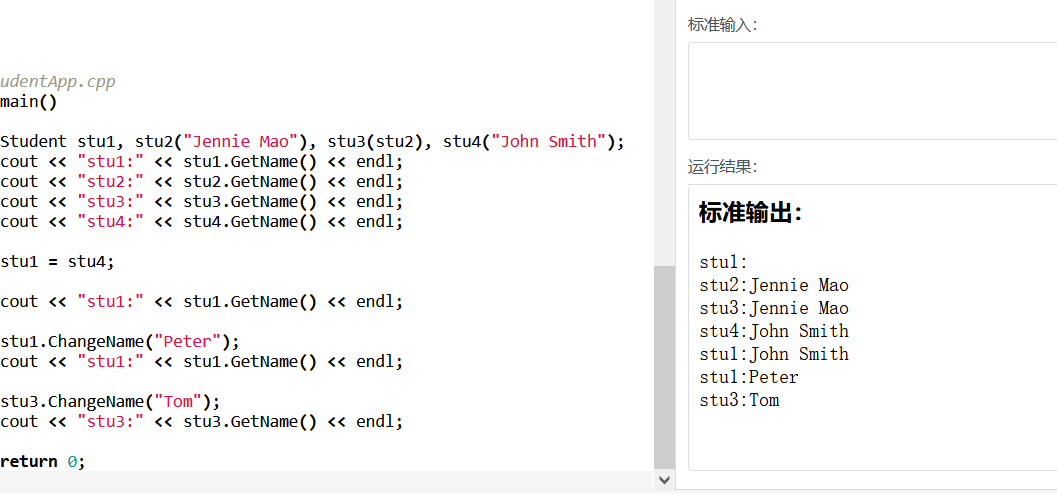 udentApp.cpp
main()
Student stu1, stu2("Jennie Mao"), stu3(stu2), stu4("John Smith");
cout << "stu1:" << stu1.GetName() << endl;
cout << "stu2:" << stu2.GetName() << endl;
cout << "stu3:" << stu3.GetName() << endl;
cout << "stu4:" << stu4.GetName() << endl;
stu1 = stu4;
cout << "stu1:" << stu1.GetName() << endl;
stu1.ChangeName("Peter");
cout << "stu1:" << stu1.GetName() << endl;
stu3.ChangeName("Tom");
cout << "stu3:" << stu3.GetName() << endl;
return 0;
标准输入：
运行结果：
标准输出：
stu1:
stu2:Jennie Mao
stu3:Jennie Mao
stu4:John Smith
stu1:John Smith
stu1:Peter
stu3:Tom